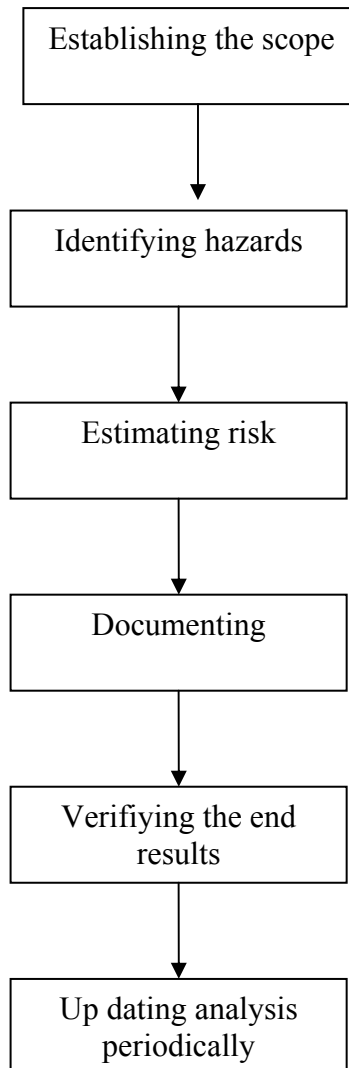 Establishing the scope
Identifying hazards
Estimating risk
Documenting
Verifiying the end
results
Up dating analysis
periodically